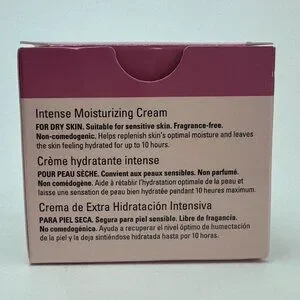 Intense Moisturizing Cream
FOR DRY SKIN. Suitable for sensitive skin. Fragrance-free.
Non-comedogenic. Helps replenish skin's optimal moisture and leaves
the skin feeling hydrated for up to 10 hours.
Crème hydratante intense
POUR PEAU SÈCHE. Convient aux peaux sensibles. Non parfumé.
Non comédogène. Aide à rétablir l'hydratation optimale de la peau et
laisse une sensation de peau bien hydratée pendant 10 heures maximum.
Crema de Extra Hidratación Intensiva
PARA PIEL SECA. Segura para piel sensible. Libre de fragancia.
No comedogénica. Ayuda a recuperar el nivel óptimo de humectación
de la piel y la deja sintiéndose hidratada hasta por 10 horas.